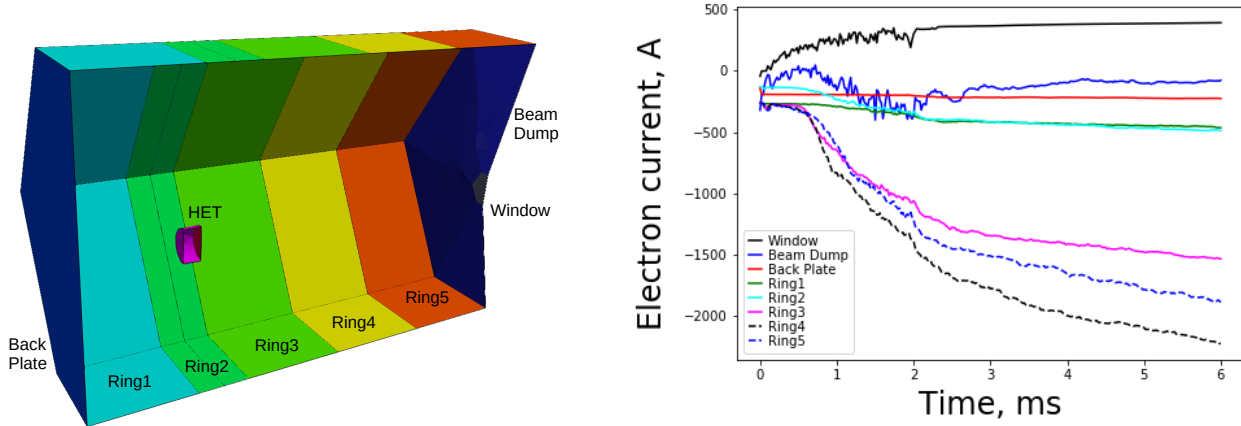 Beam
Dump
Window
HET
Back
Plate
Ring1
Ring2
Ring3
Ring4
Ring5
Electron current, A
500
0
−500
−1000
−1500
−2000
Window
Beam Dump
Back Plate
Ring1
Ring2
Ring3
Ring4
Ring5
0
1
2
3
4
5
6
Time, ms